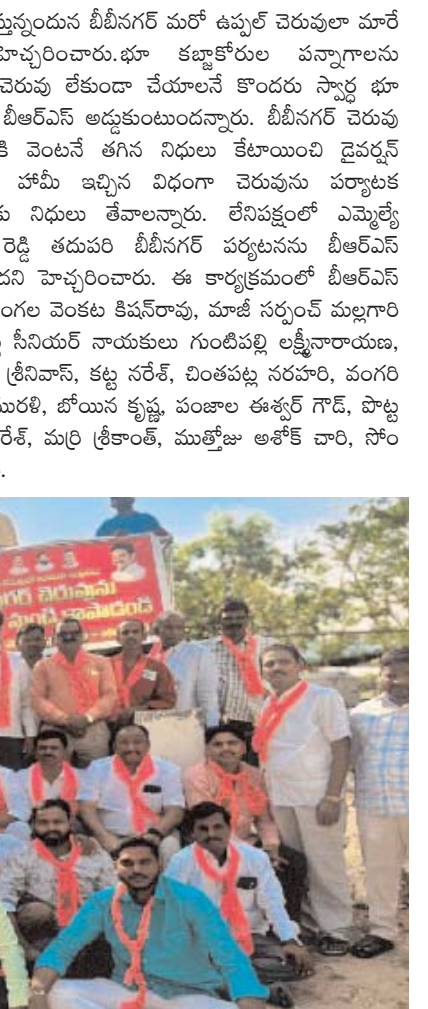 స్తున్నందున బీబీనగర్ మరో ఉప్పల్ చెరువులా మారే
హెచ్చరించారు.భూ కబ్జకోరుల పన్నాగాలను
చెరువు లేకుండా చేయాలనే కొందరు స్వార్థ భూ
బీఆర్ఎస్ అడ్డుకుంటుందన్నారు. బీబీనగర్ చెరువు
కి వెంటనే తగిన నిధులు కేటాయించి డైవర్షన్
హామీ ఇచ్చిన విధంగా చెరువును పర్యాటక
కు నిధులు తేవాలన్నారు. లేనిపక్షంలో ఎమ్మెల్యే
రెడ్డి తదుపరి బీబీనగర్ పర్యటనను బీఆర్ఎస్
దని హెచ్చరించారు. ఈ కార్యక్రమంలో బీఆర్ఎస్
ంగల వెంకట కిషన్‌రావు, మాజీ సర్పంచ్ మల్లగారి
సీనియర్ నాయకులు గుంటిపల్లి లక్ష్మీనారాయణ,
శ్రీనివాస్, కట్ట నరేశ్, చింతపట్ల నరహరి, వంగరి
మురళి, బోయిన కృష్ణ, పంజాల ఈశ్వర్ గౌడ్, పొట్ట
రేశ్, మర్రి శ్రీకాంత్, ముత్తోజు అశోక్ చారి, సోం
గర్ చెరువును
నుండి కాపాడండి